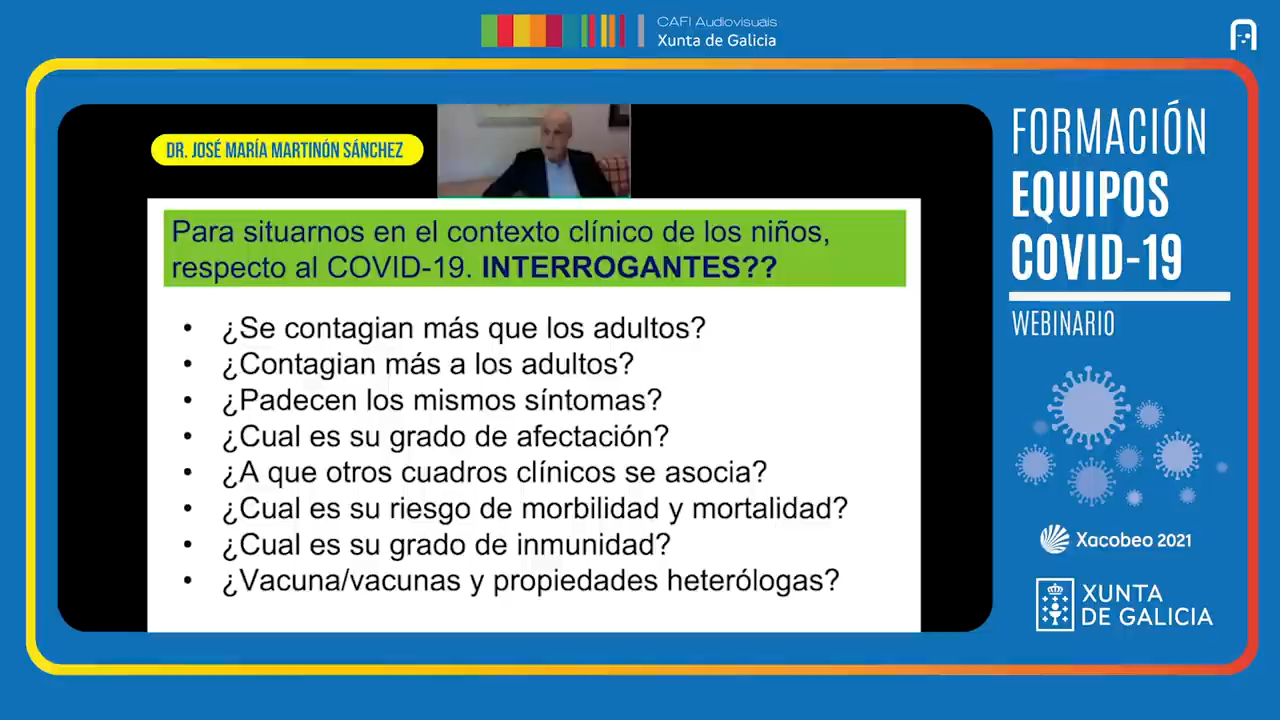 CAFI Audiovisuais
Xunta de Galicia
DR. JOSÉ MARÍA MARTINÓN SÁNCHEZ
Para situarnos en el contexto clínico de los niños,
respecto al COVID-19. INTERROGANTES??
• ¿Se contagian más que los adultos?
• ¿Contagian más a los adultos?
• ¿Padecen los mismos síntomas?
• ¿Cual es su grado de afectación?
• ¿A que otros cuadros clínicos se asocia?
• ¿Cual es su riesgo de morbilidad y mortalidad?
• ¿Cual es su grado de inmunidad?
• ¿Vacuna/vacunas y propiedades heterólogas?
FORMACIÓN
EQUIPOS
COVID-19
WEBINARIO
Xacobeo 2021
XUNTA
DE GALICIA